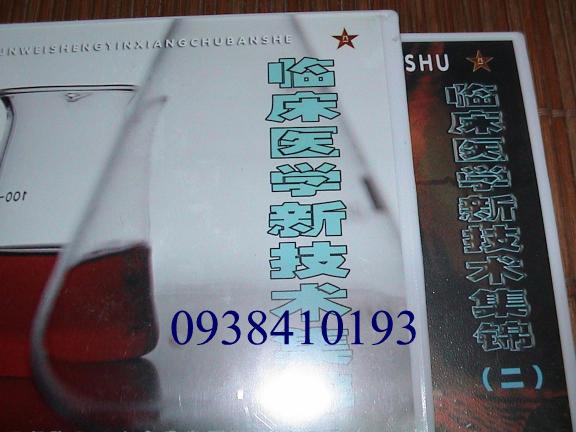 UNWEISHENGYINXIANGCHUBANSHE
SHU
临床医学新技术集
临床医学新技术集锦
（二）
100
0938410193